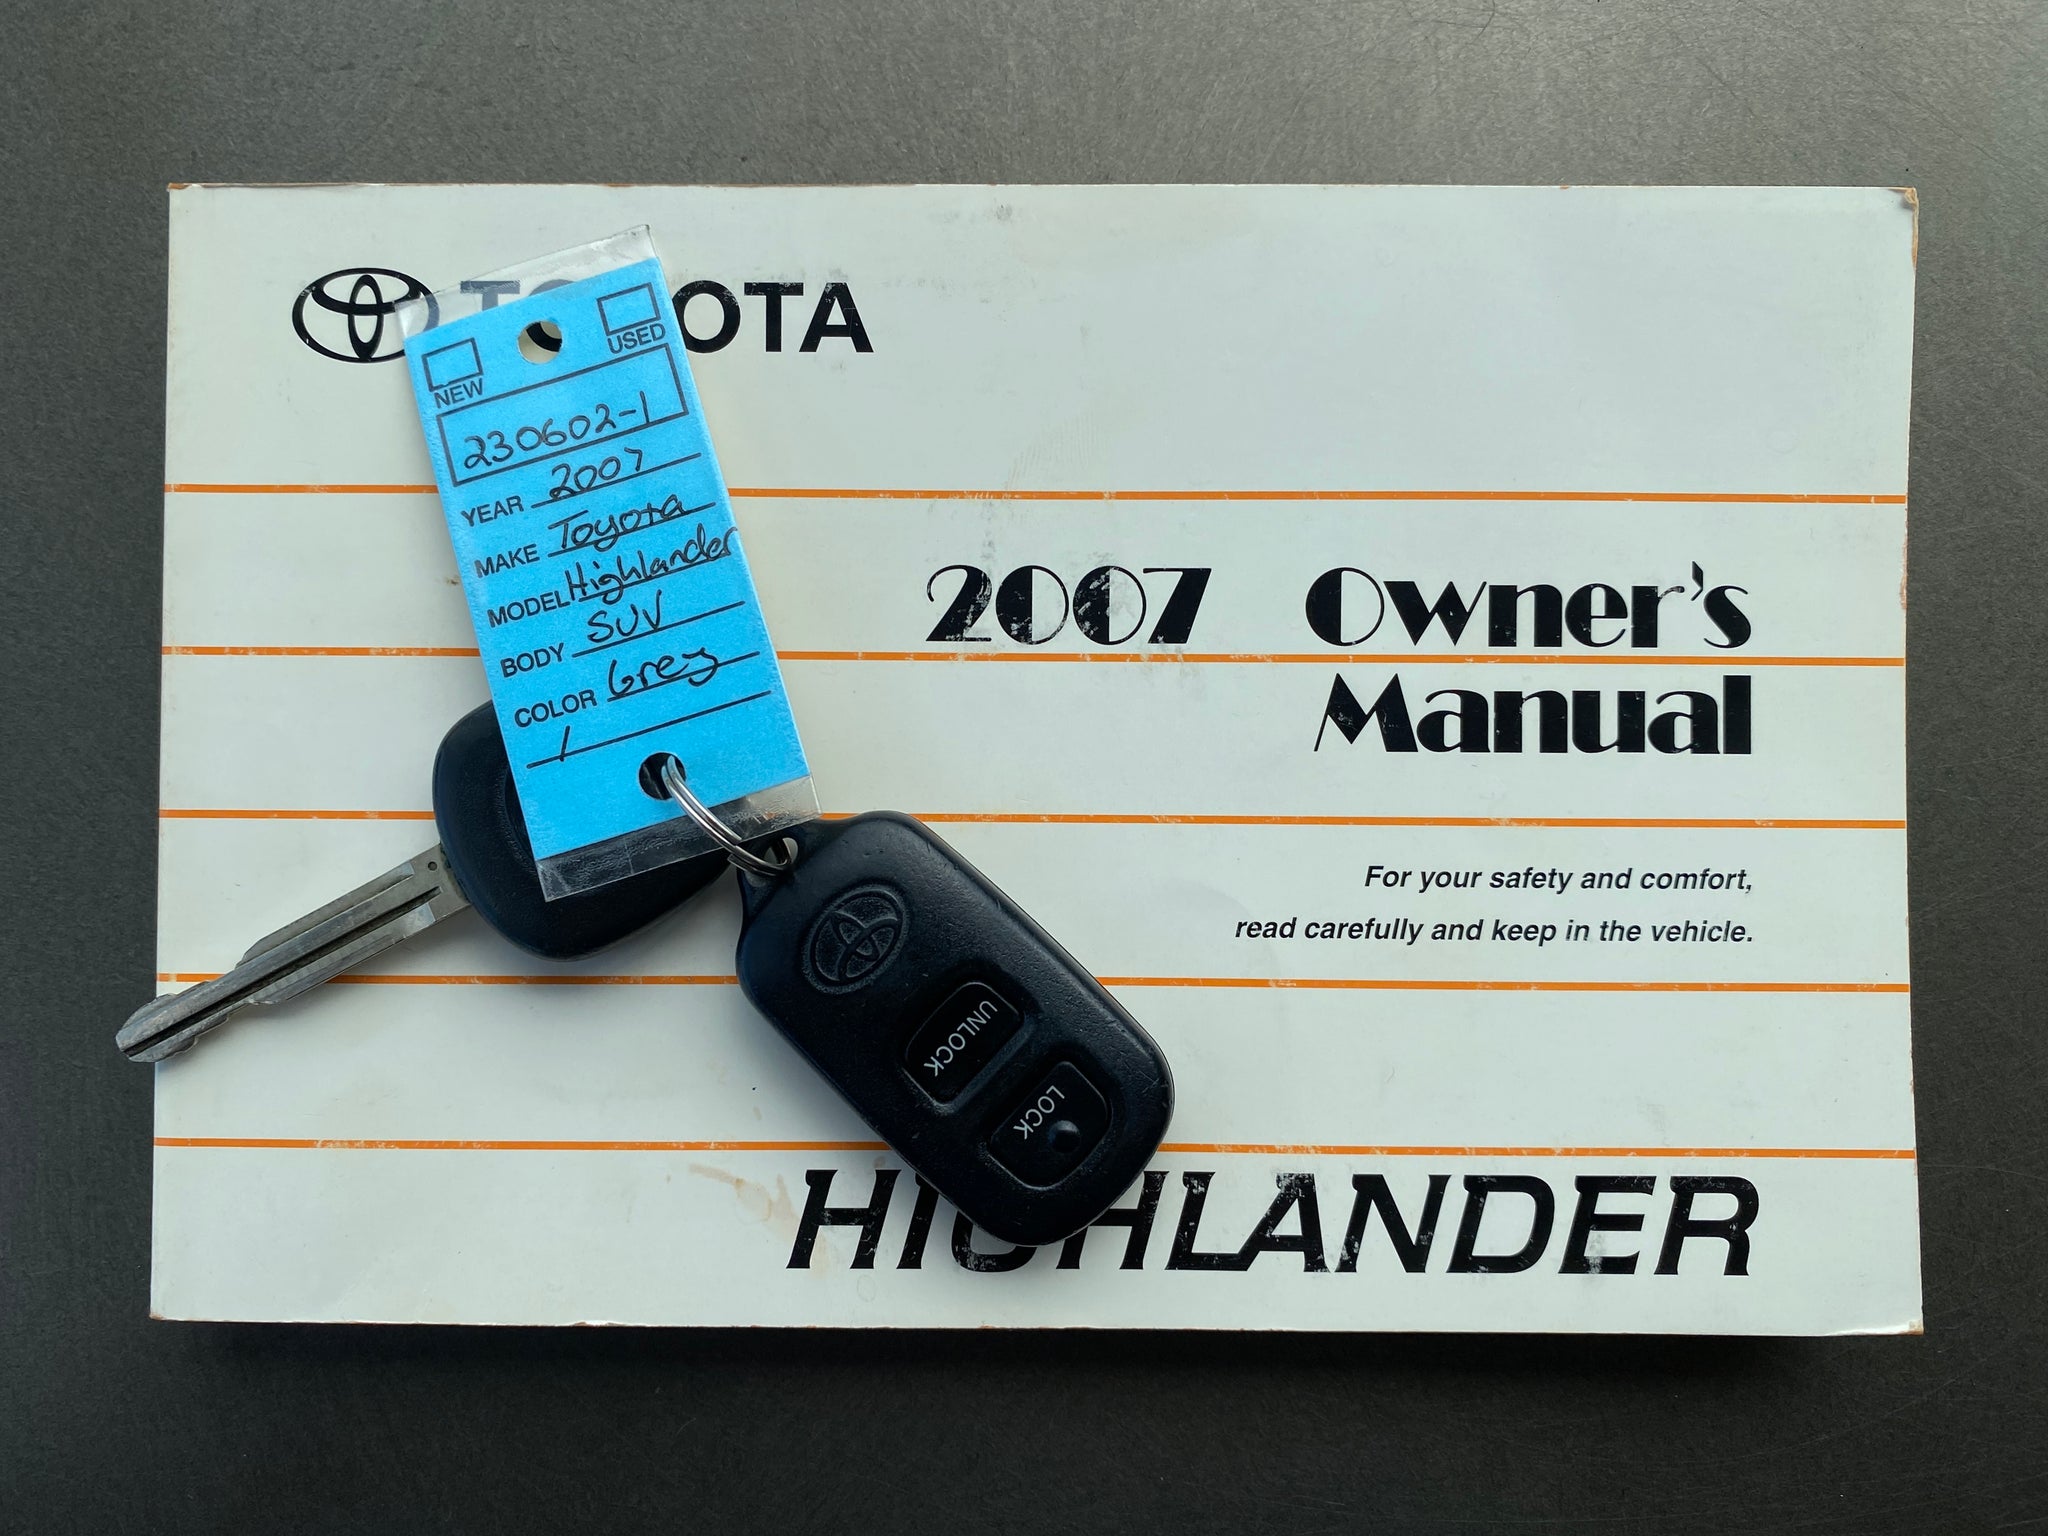 TOYOTA
NEW
USED
230602-1
YEAR 2007
MAKE Toyota
MODEL Highlander
BODY SUV
COLOR Grey
1
2007 Owner's
Manual
For your safety and comfort,
read carefully and keep in the vehicle.
UNLOCK
LOCK
HIGHLANDER